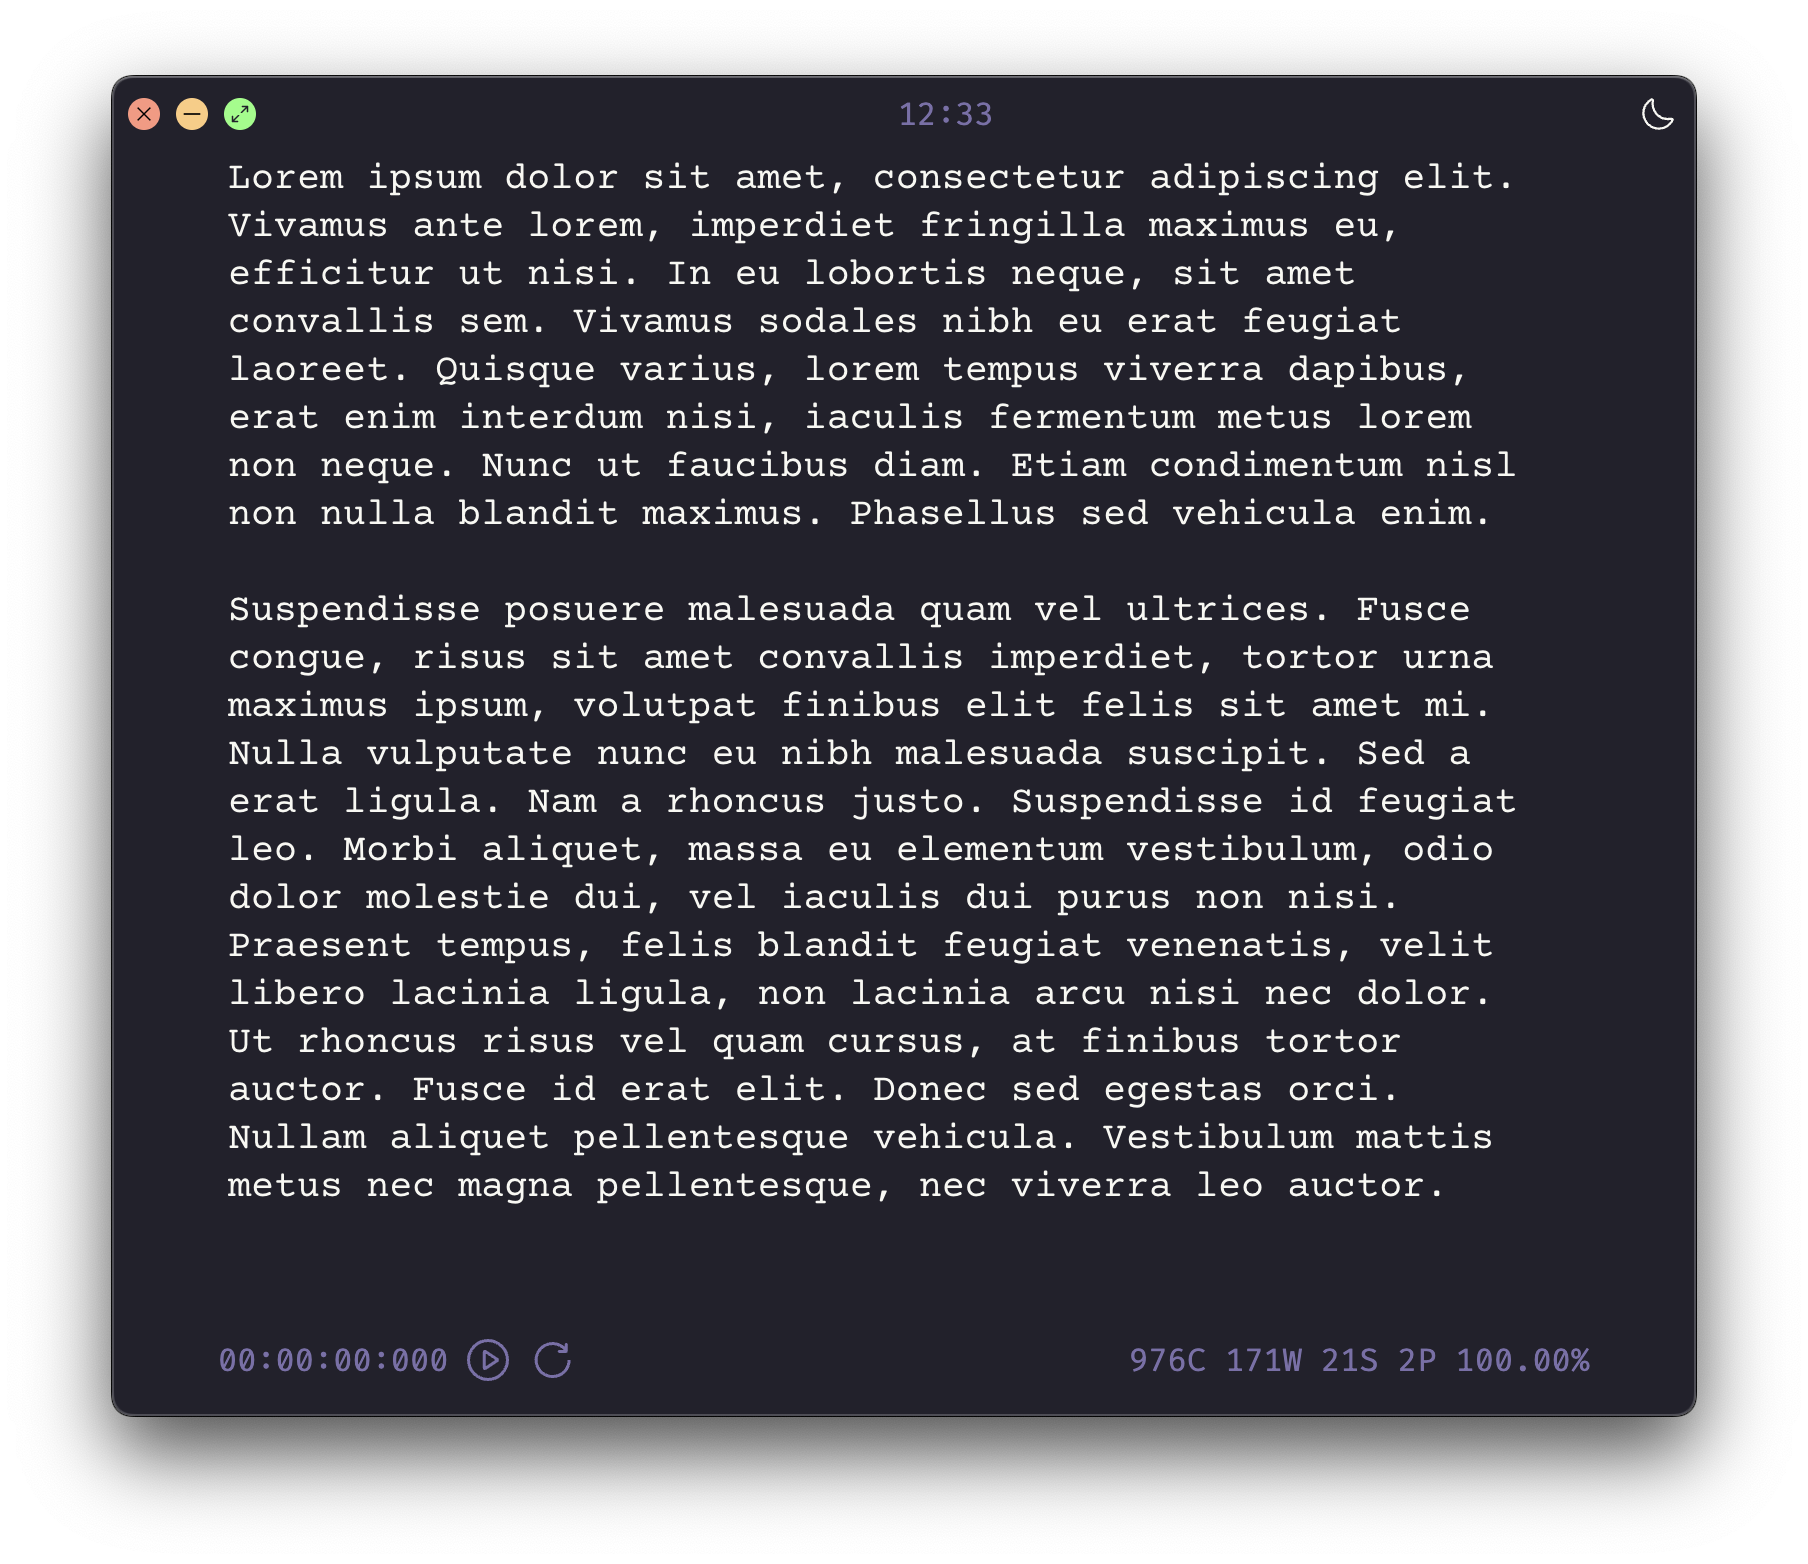 12:33
Lorem ipsum dolor sit amet, consectetur adipiscing elit.
Vivamus ante lorem, imperdiet fringilla maximus eu,
efficitur ut nisi. In eu lobortis neque, sit amet
convallis sem. Vivamus sodales nibh eu erat feugiat
laoreet. Quisque varius, lorem tempus viverra dapibus,
erat enim interdum nisi, iaculis fermentum metus lorem
non neque. Nunc ut faucibus diam. Etiam condimentum nisl
non nulla blandit maximus. Phasellus sed vehicula enim.
Suspendisse posuere malesuada quam vel ultrices. Fusce
congue, risus sit amet convallis imperdiet, tortor urna
maximus ipsum, volutpat finibus elit felis sit amet mi.
Nulla vulputate nunc eu nibh malesuada suscipit. Sed a
erat ligula. Nam a rhoncus justo. Suspendisse id feugiat
leo. Morbi aliquet, massa eu elementum vestibulum, odio
dolor molestie dui, vel iaculis dui purus non nisi.
Praesent tempus, felis blandit feugiat venenatis, velit
libero lacinia ligula, non lacinia arcu nisi nec dolor.
Ut rhoncus risus vel quam cursus, at finibus tortor
auctor. Fusce id erat elit. Donec sed egestas orci.
Nullam aliquet pellentesque vehicula. Vestibulum mattis
metus nec magna pellentesque, nec viverra leo auctor.
00:00:00:000 976C 171W 21S 2P 100.00%